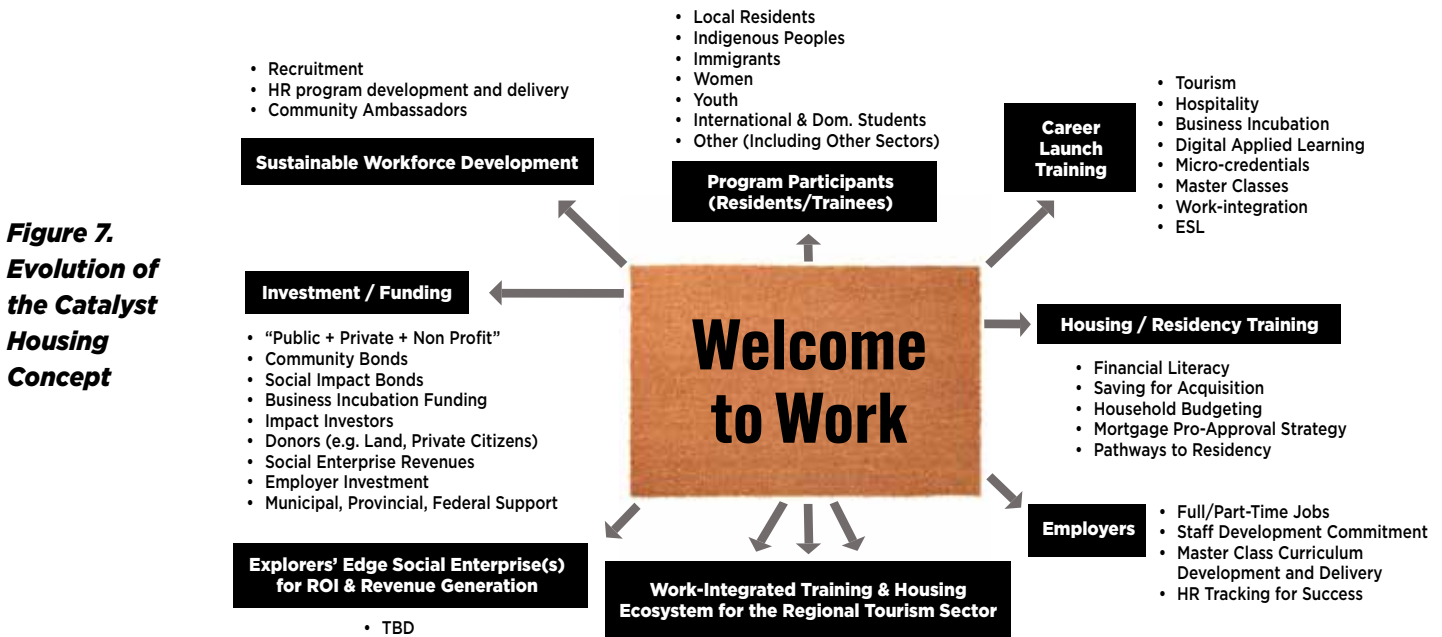 Figure 7.
Evolution of
the Catalyst
Housing
Concept
• Recruitment
• HR program development and delivery
• Community Ambassadors
Sustainable Workforce Development
• Local Residents
• Indigenous Peoples
• Immigrants
• Women
• Youth
• International & Dom. Students
• Other (Including Other Sectors)
Program Participants
(Residents/Trainees)
Career
Launch
Training
• Tourism
• Hospitality
• Business Incubation
• Digital Applied Learning
• Micro-credentials
• Master Classes
• Work-integration
• ESL
Investment / Funding
• “Public + Private + Non Profit”
• Community Bonds
• Social Impact Bonds
• Business Incubation Funding
• Impact Investors
• Donors (e.g. Land, Private Citizens)
• Social Enterprise Revenues
• Employer Investment
• Municipal, Provincial, Federal Support
Welcome
to Work
Housing / Residency Training
• Financial Literacy
• Saving for Acquisition
• Household Budgeting
• Mortgage Pro-Approval Strategy
• Pathways to Residency
Employers
• Full/Part-Time Jobs
• Staff Development Commitment
• Master Class Curriculum
Development and Delivery
• HR Tracking for Success
Explorers’ Edge Social Enterprise(s)
for ROI & Revenue Generation
• TBD
Work-Integrated Training & Housing
Ecosystem for the Regional Tourism Sector